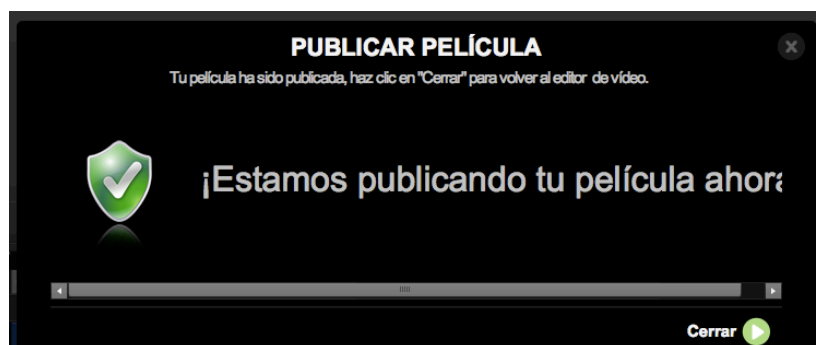 PUBLICAR PELÍCULA
Tu película ha sido publicada, haz clic en "Cerrar" para volver al editor de vídeo.
¡Estamos publicando tu película ahora
Cerrar